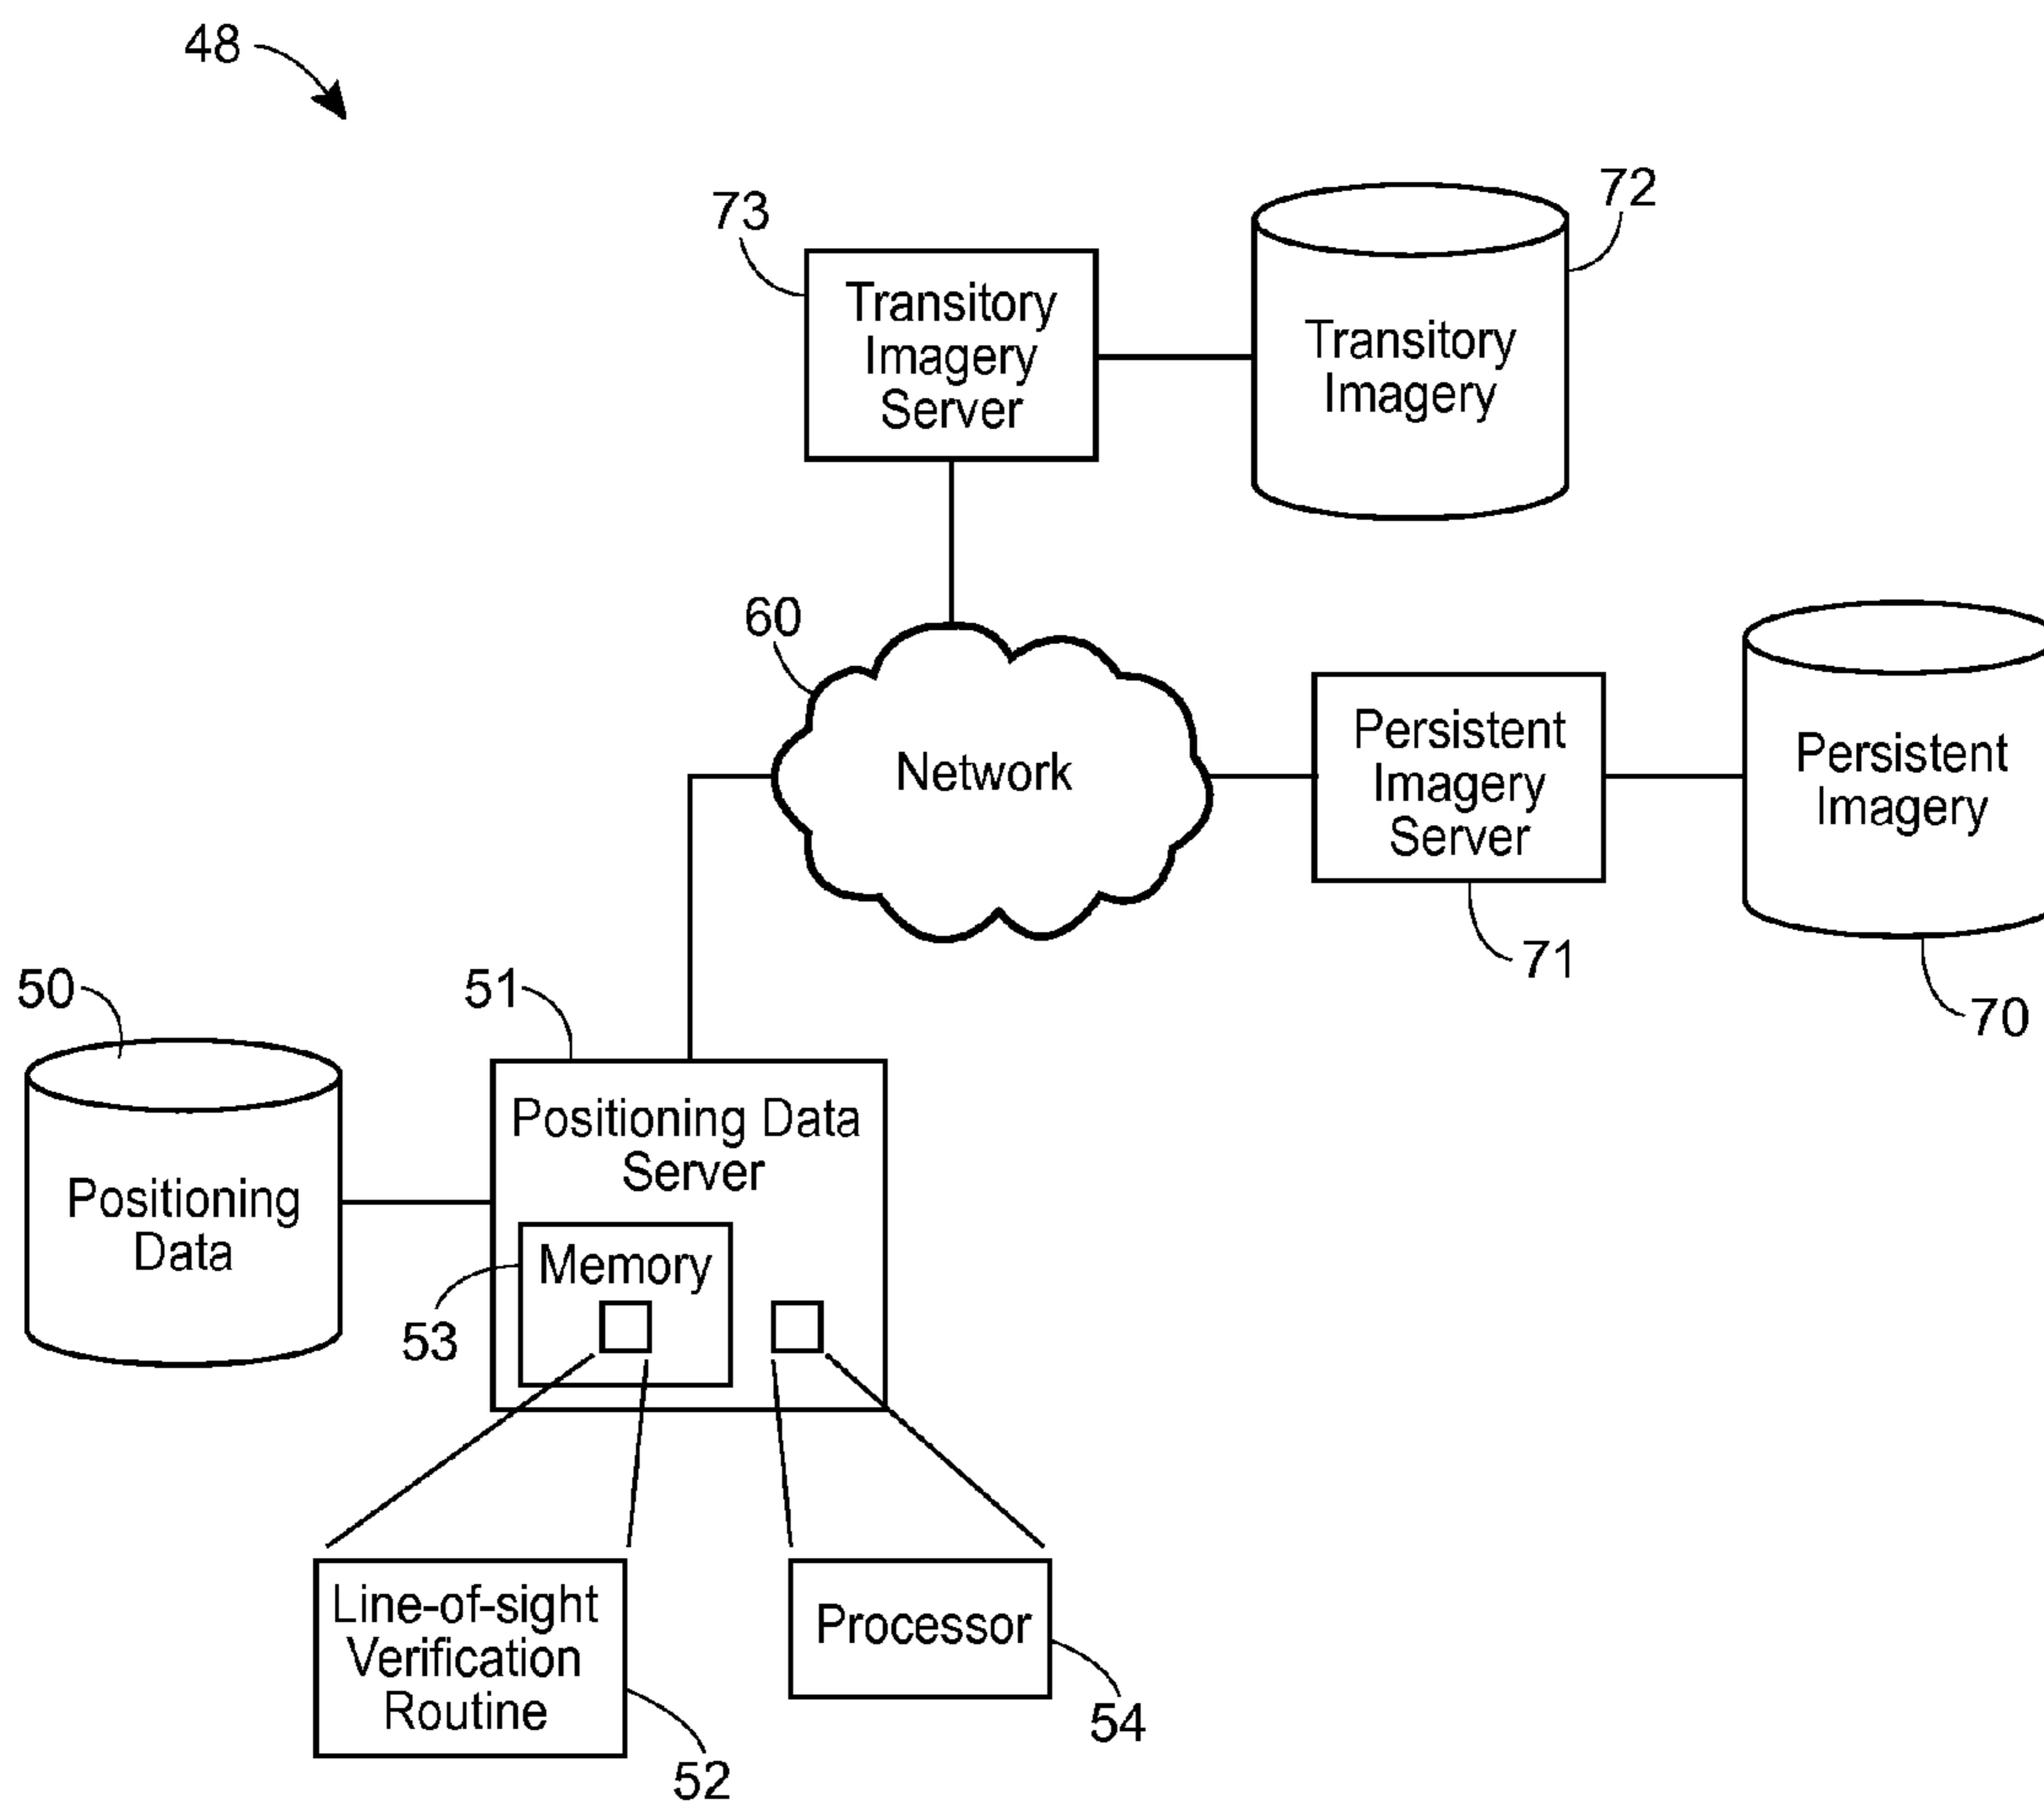 48
73
72
Transitory
Imagery
Server
Transitory
Imagery
60
Network
Persistent
Imagery
Server
Persistent
Imagery
71
70
50
51
Positioning Data
Server
Positioning
Data
Memory
53
Line-of-sight
Verification
Routine
Processor
54
52